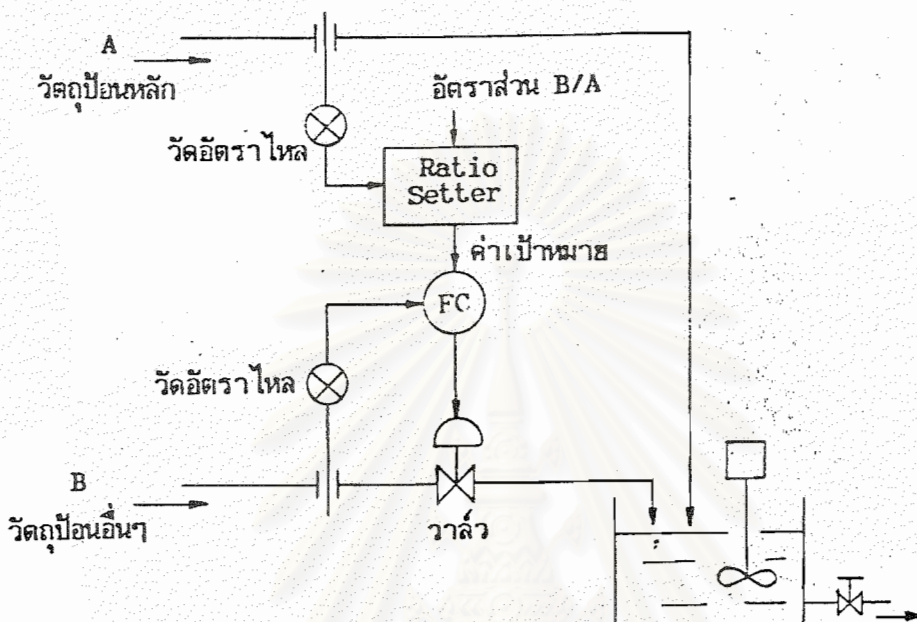 A
วัตถุป้อนหลัก
อัตราส่วน B/A
วัดอัตราไหล
Ratio
Setter
ค่าเป้าหมาย
FC
วัดอัตราไหล
B
วัตถุป้อนอื่นๆ
วาล์ว